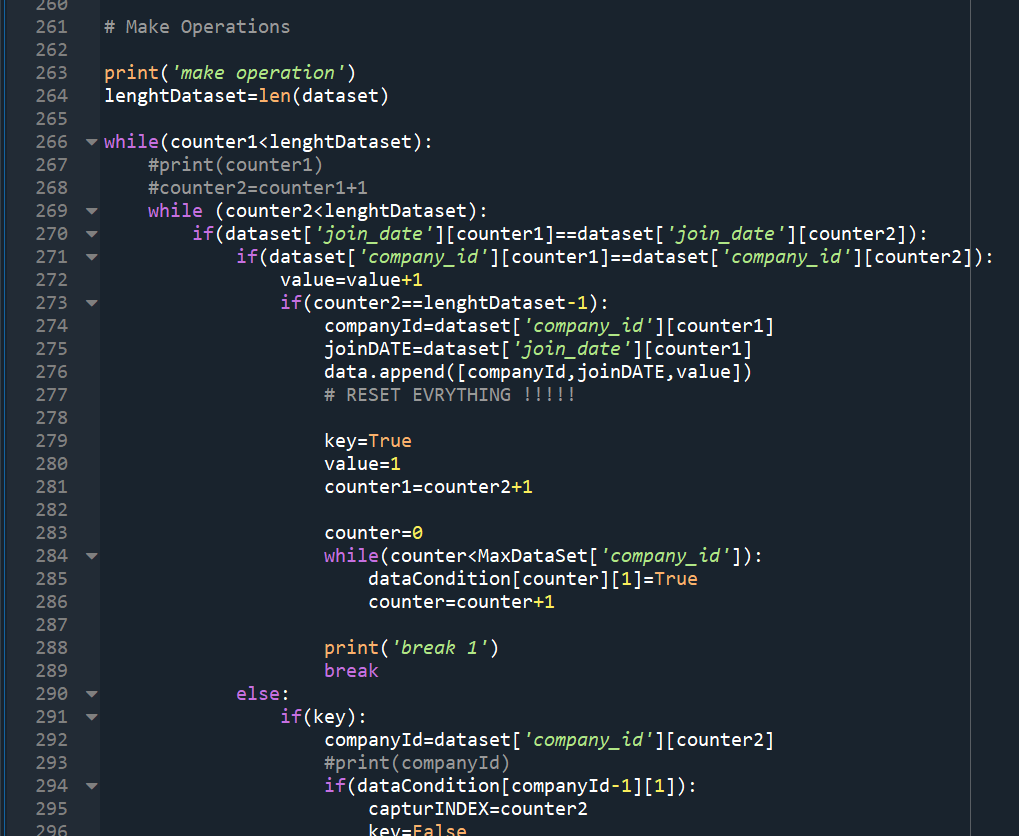 260
261 # Make Operations
262
263 print('make operation')
264 lenghtDataset=len(dataset)
265
266 while(counter1<lenghtDataset):
267     #print(counter1)
268     #counter2=counter1+1
269     while (counter2<lenghtDataset):
270         if(dataset['join_date'][counter1]==dataset['join_date'][counter2]):
271             if(dataset['company_id'][counter1]==dataset['company_id'][counter2]):
272                 value=value+1
273                 if(counter2==lenghtDataset-1):
274                     companyId=dataset['company_id'][counter1]
275                     joinDATE=dataset['join_date'][counter1]
276                     data.append([companyId,joinDATE,value])
277                     # RESET EVRYTHING !!!!!
278
279                     key=True
280                     value=1
281                     counter1=counter2+1
282
283                     counter=0
284                     while(counter<MaxDataSet['company_id']):
285                         dataCondition[counter][1]=True
286                         counter=counter+1
287
288                     print('break 1')
289                     break
290             else:
291                 if(key):
292                     companyId=dataset['company_id'][counter2]
293                     #print(companyId)
294                     if(dataCondition[companyId-1][1]):
295                         capturINDEX=counter2
296                         key=False